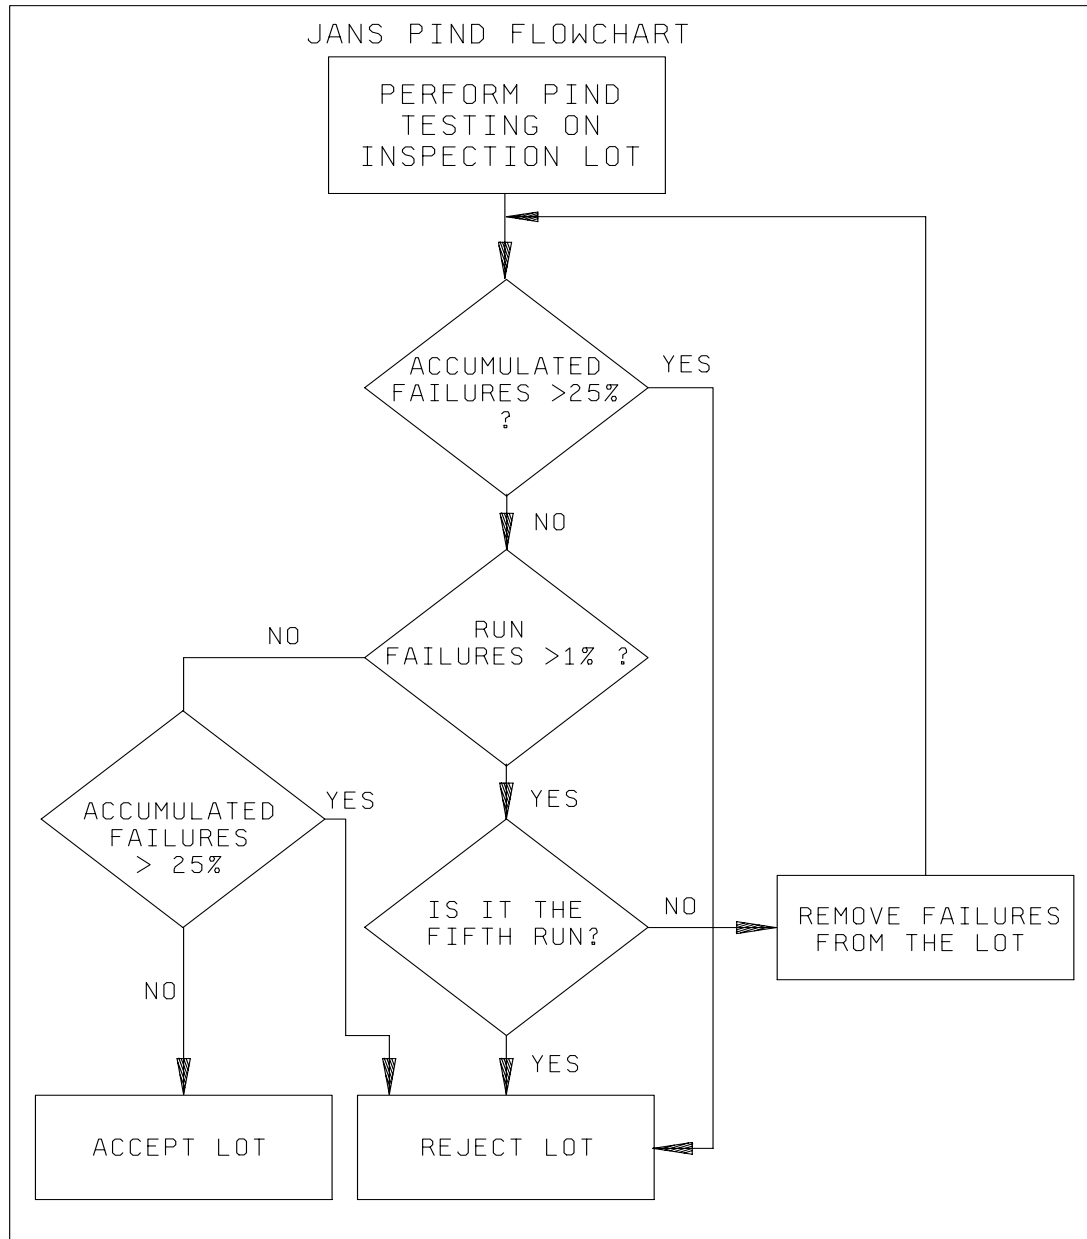 JANS PIND FLOWCHART
PERFORM PIND
TESTING ON
INSPECTION LOT
ACCUMULATED
FAILURES >25%
?
YES
NO
RUN
FAILURES >1% ?
NO
YES
ACCUMULATED
FAILURES
> 25%
YES
NO
IS IT THE
FIFTH RUN?
NO
YES
REMOVE FAILURES
FROM THE LOT
ACCEPT LOT
REJECT LOT